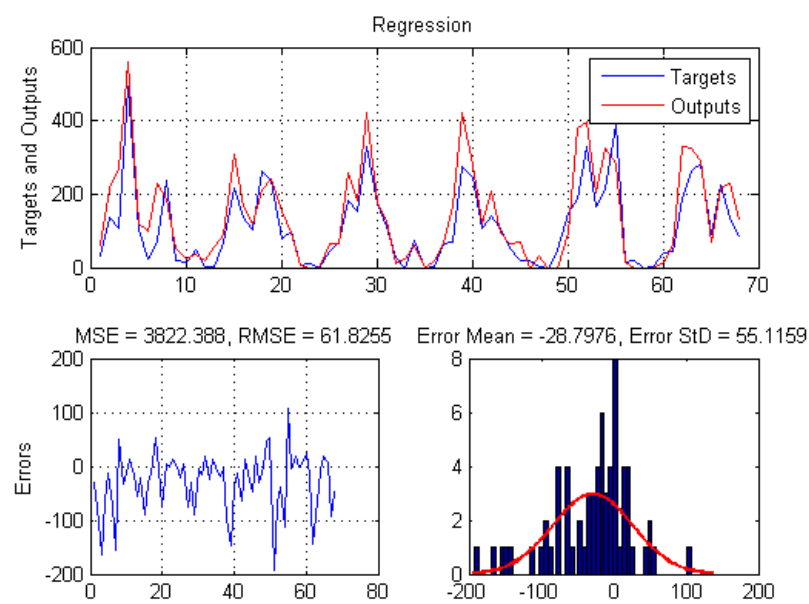 Regression
Targets and Outputs
600
400
200
0
0 10 20 30 40 50 60 70
Targets
Outputs
MSE = 3822.388, RMSE = 61.8255
Errors
200
100
0
-100
-200
0 20 40 60 80
Error Mean = -28.7976, Error StD = 55.1159
8
6
4
2
0
-200 -100 0 100 200